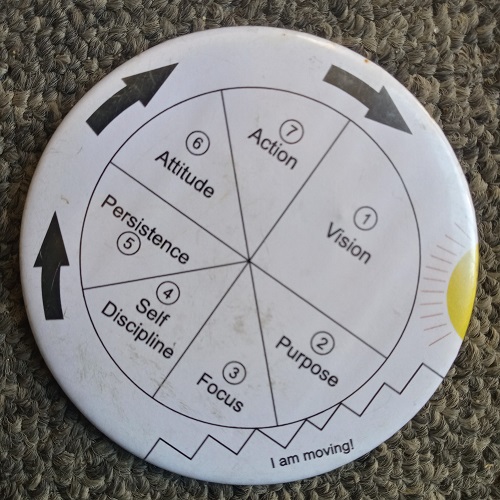 1
Vision
2
Purpose
3
Focus
4
Self
Discipline
Persistence
5
6
Attitude
7
Action
I am moving!